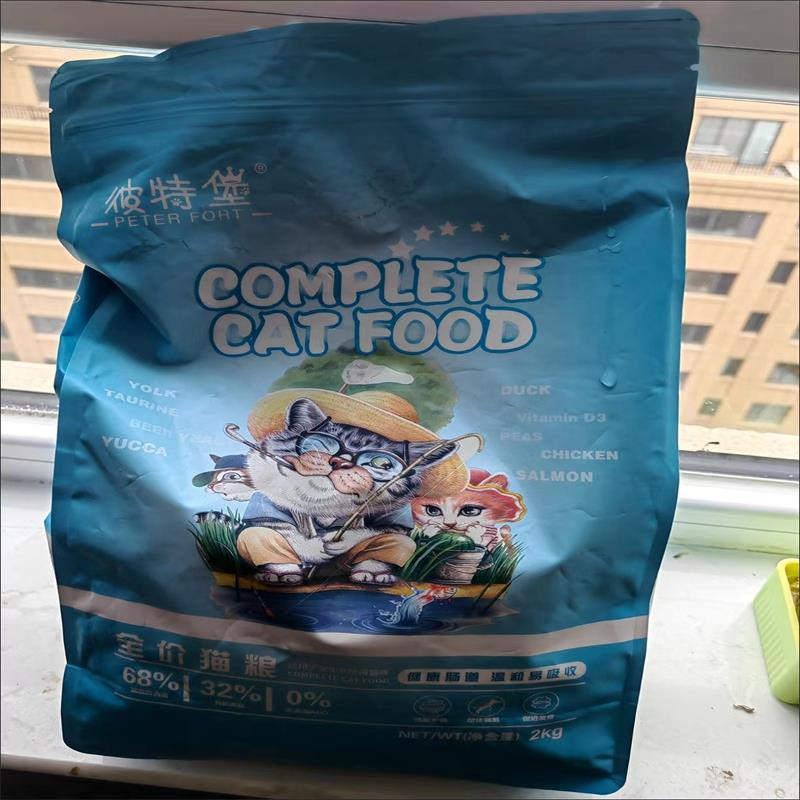 彼特堡®
PETER FORT
COMPLETE
CAT FOOD
YOLK
TAURINE
YUCCA
DUCK
Vitamin D3
PEAS
CHICKEN
SALMON
全价猫粮
COMPLETE CAT FOOD
健康肠道 温和易吸收
68% 32% 0%
NET/WT(净含量) 2kg